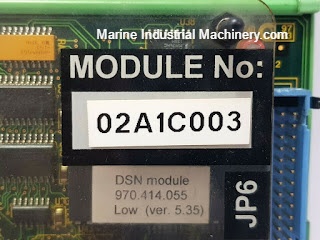 Marine Industrial Machinery.com
MODULE No:
02A1C003
DSN module
970.414.055
Low (ver. 5.35)
JP6